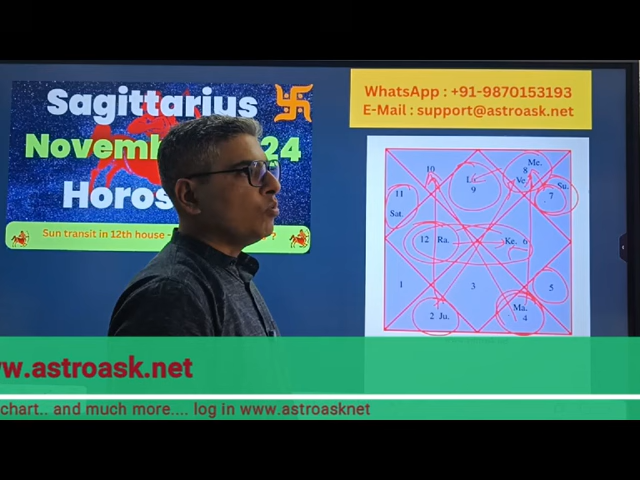 Sagittarius
WhatsApp : +91-9870153193
E-Mail : support@astroask.net
Novem 24
Horos
Sun transit in 12th house - ?
10
La
9
Me.
8
Ve.
Su.
7
11
Sat.
12 Ra.
Ke. 6
1
3
5
2 Ju.
Ma.
4
w.astroask.net
chart.. and much more.... log in www.astroasknet